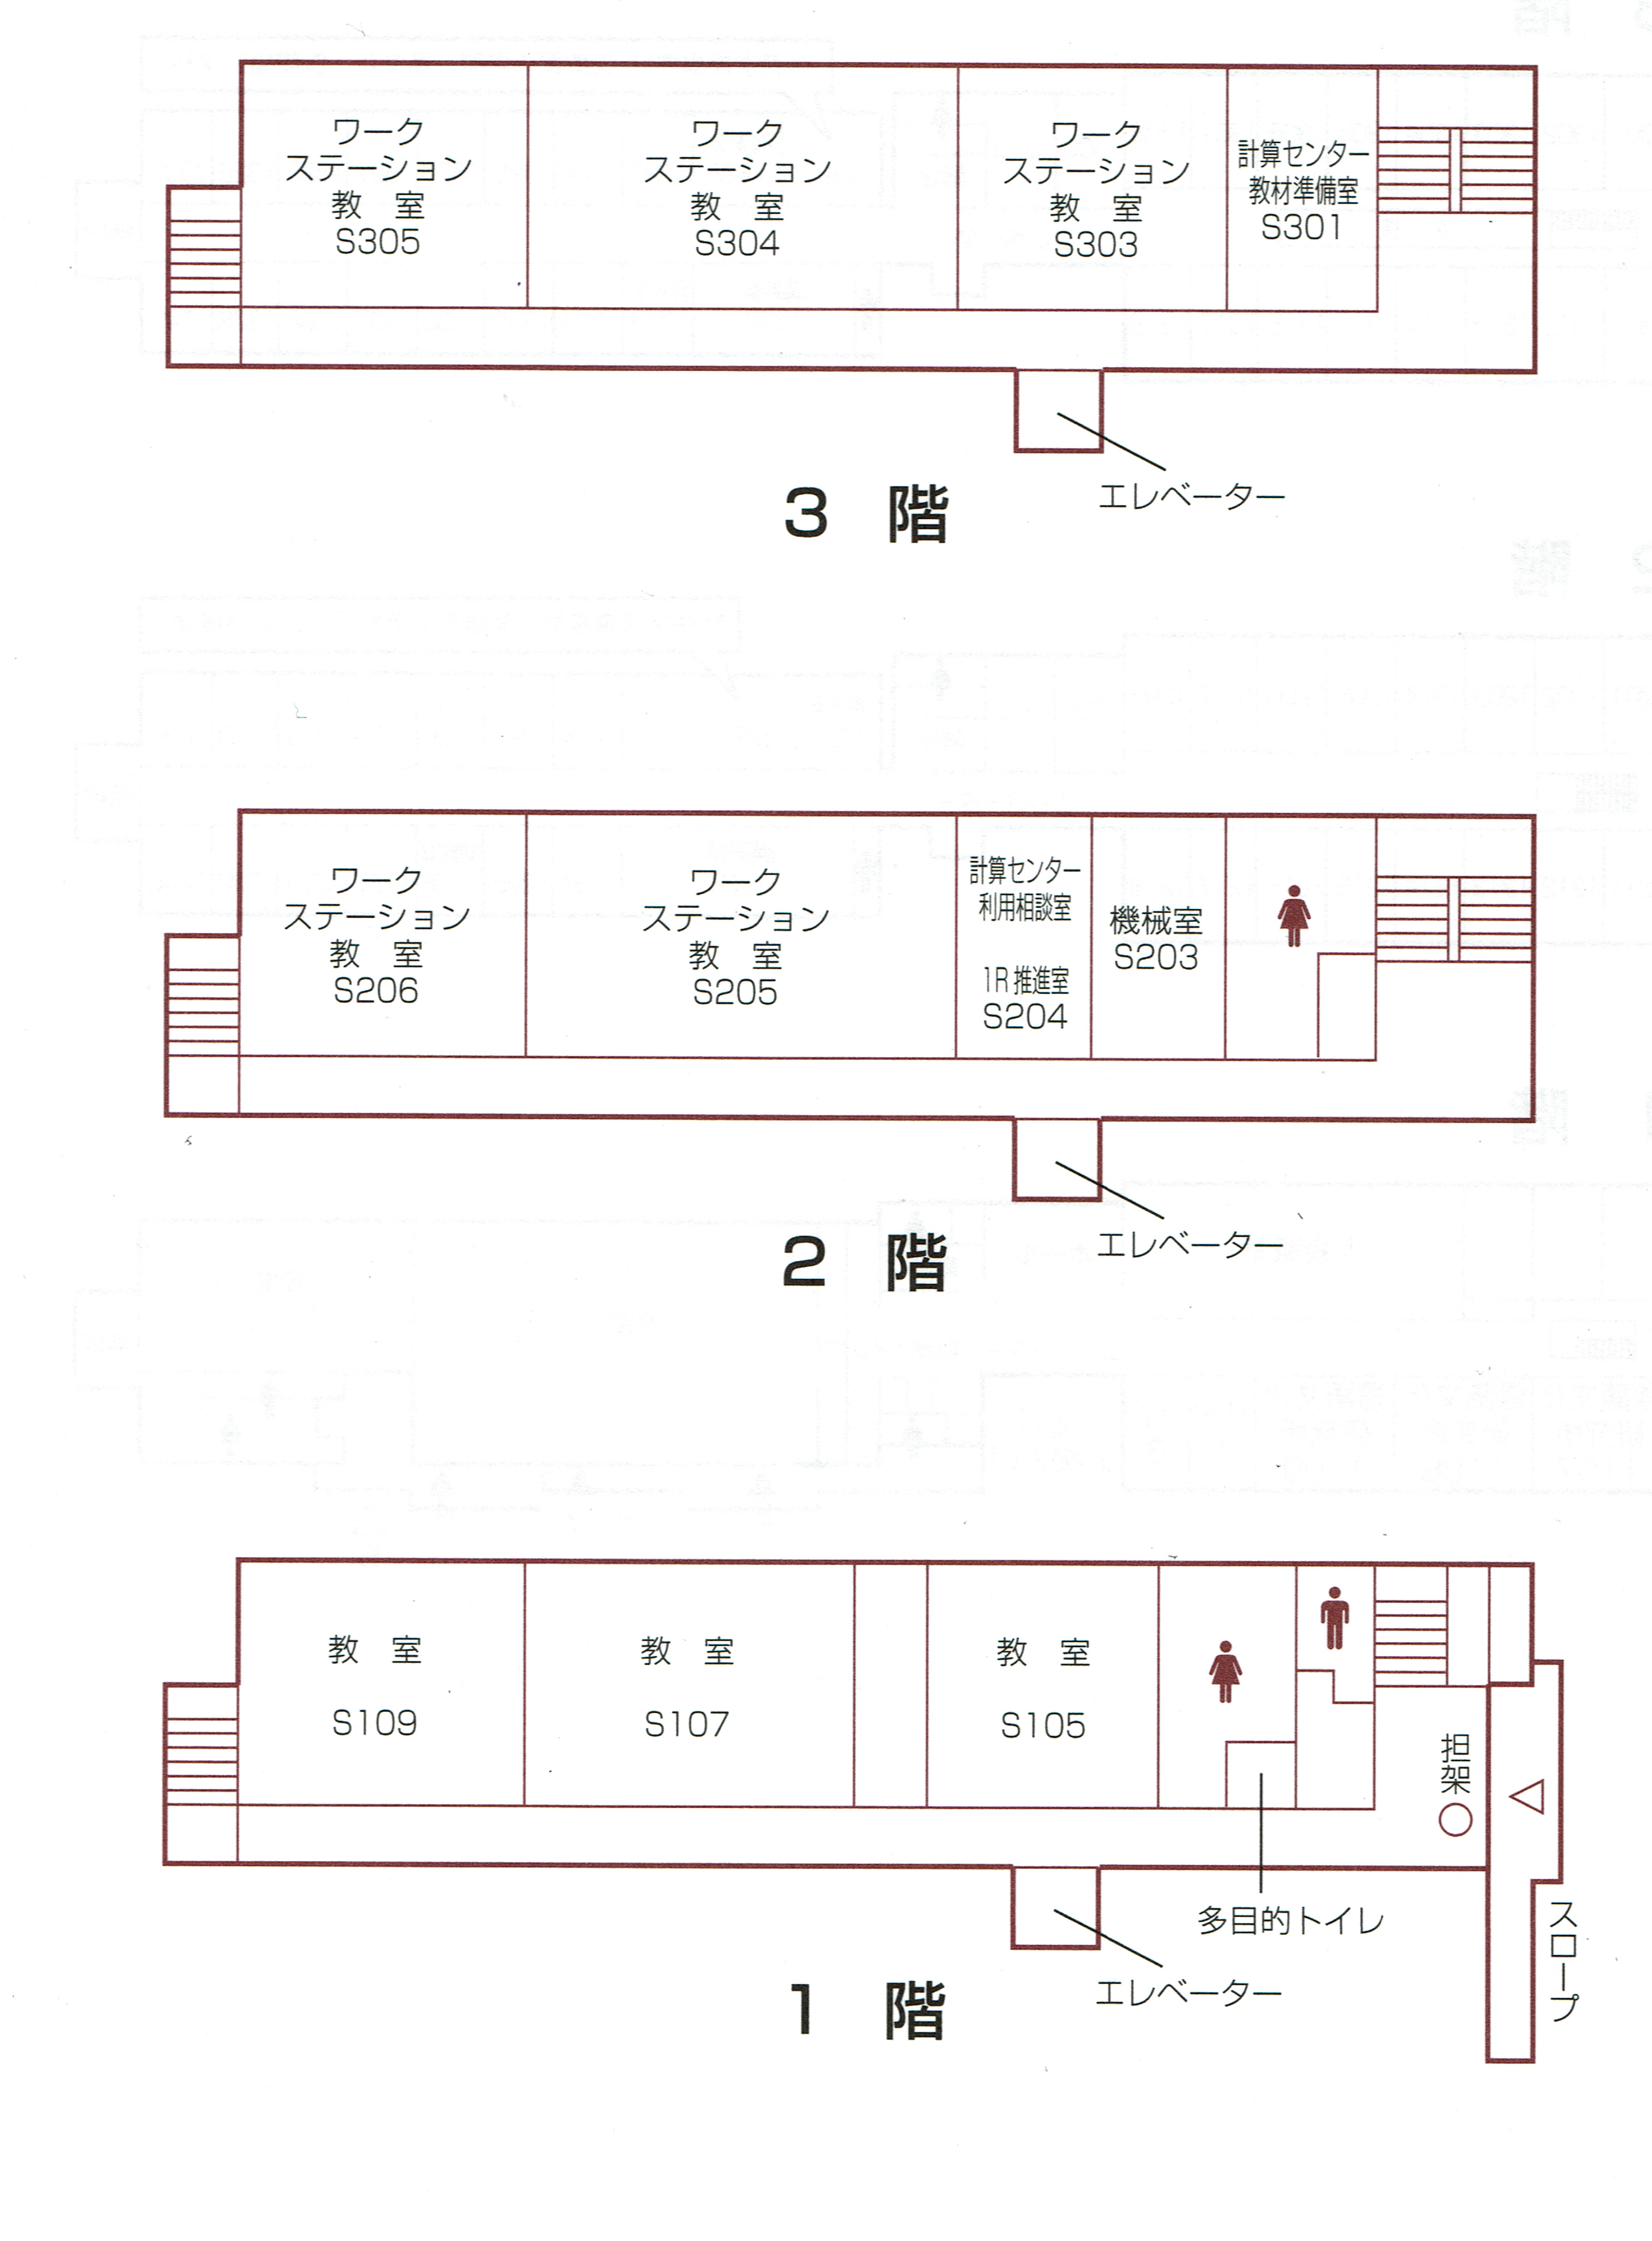 ワーク
ステーション
教　室
S305
ワーク
ステーション
教　室
S304
ワーク
ステーション
教　室
S303
計算センター
教材準備室
S301
エレベーター
3　階
ワーク
ステーション
教　室
S206
ワーク
ステーション
教　室
S205
計算センター
利用相談室
1R推進室
S204
機械室
S203
エレベーター
2　階
教　室
S109
教　室
S107
教　室
S105
担架
多目的トイレ
エレベーター
スロープ
1　階